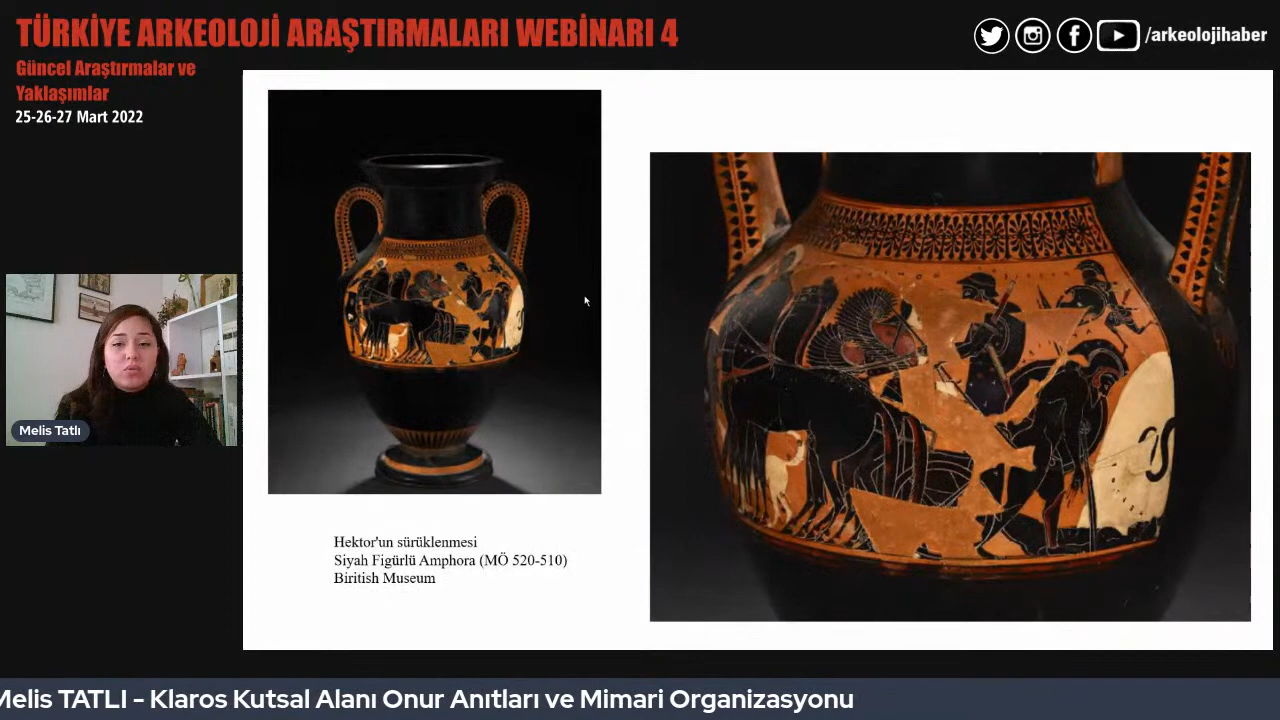 TÜRKİYE ARKEOLOJİ ARAŞTIRMALARI WEBİNARI 4
/arkeolojihaber
Güncel Araştırmalar ve
Yaklaşımlar
25-26-27 Mart 2022
Melis Tatlı
Hektor'un sürüklenmesi
Siyah Figürlü Amphora (MÖ 520-510)
Biritish Museum
Melis TATLI - Klaros Kutsal Alanı Onur Anıtları ve Mimari Organizasyonu